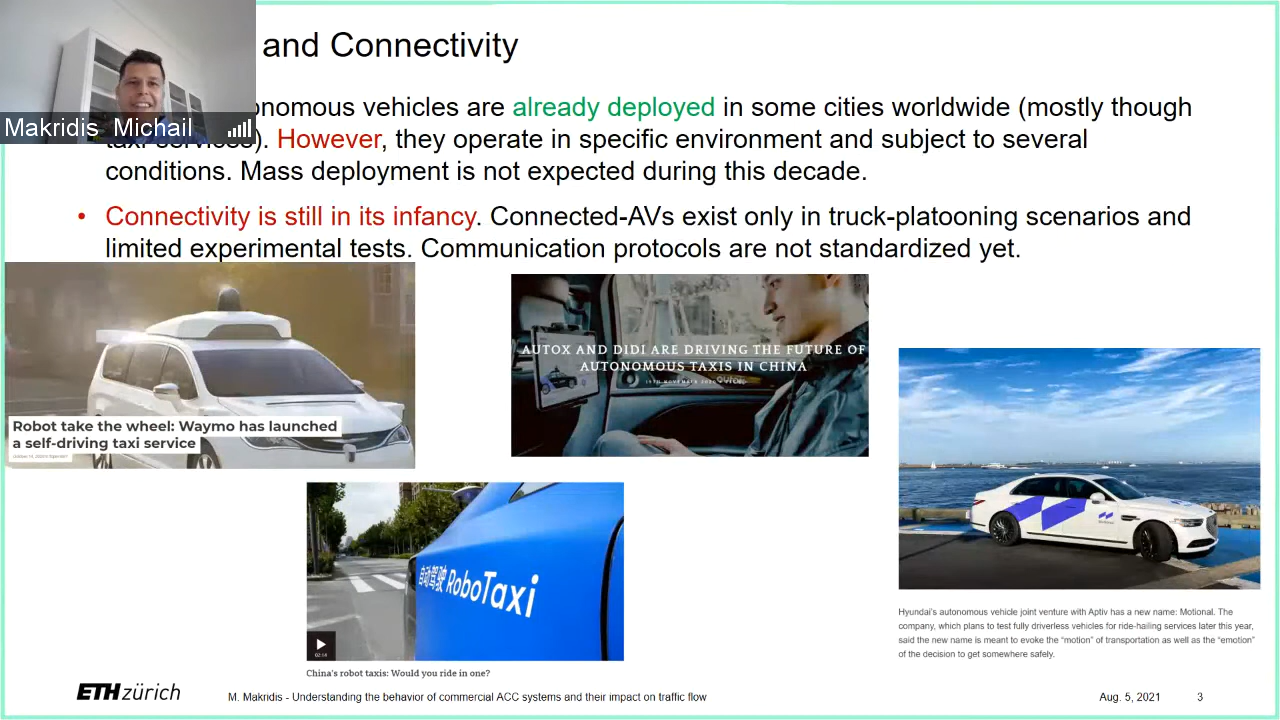 and Connectivity
Makridis Michail
onomous vehicles are already deployed in some cities worldwide (mostly though
taxi services). However, they operate in specific environment and subject to several
conditions. Mass deployment is not expected during this decade.
• Connectivity is still in its infancy. Connected-AVs exist only in truck-platooning scenarios and
limited experimental tests. Communication protocols are not standardized yet.
Robot take the wheel: Waymo has launched
a self-driving taxi service
AUTOX AND DIDI ARE DRIVING THE FUTURE OF
AUTONOMOUS TAXIS IN CHINA
自动驾驶 RoboTaxi
02:14
China's robot taxis: Would you ride in one?
Hyundai's autonomous vehicle joint venture with Aptiv has a new name: Motional. The
company, which plans to test fully driverless vehicles for ride-hailing services later this year,
said the new name is meant to evoke the “motion” of transportation as well as the “emotion”
of the decision to get somewhere safely.
ETH zürich
M. Makridis - Understanding the behavior of commercial ACC systems and their impact on traffic flow
Aug. 5, 2021
3